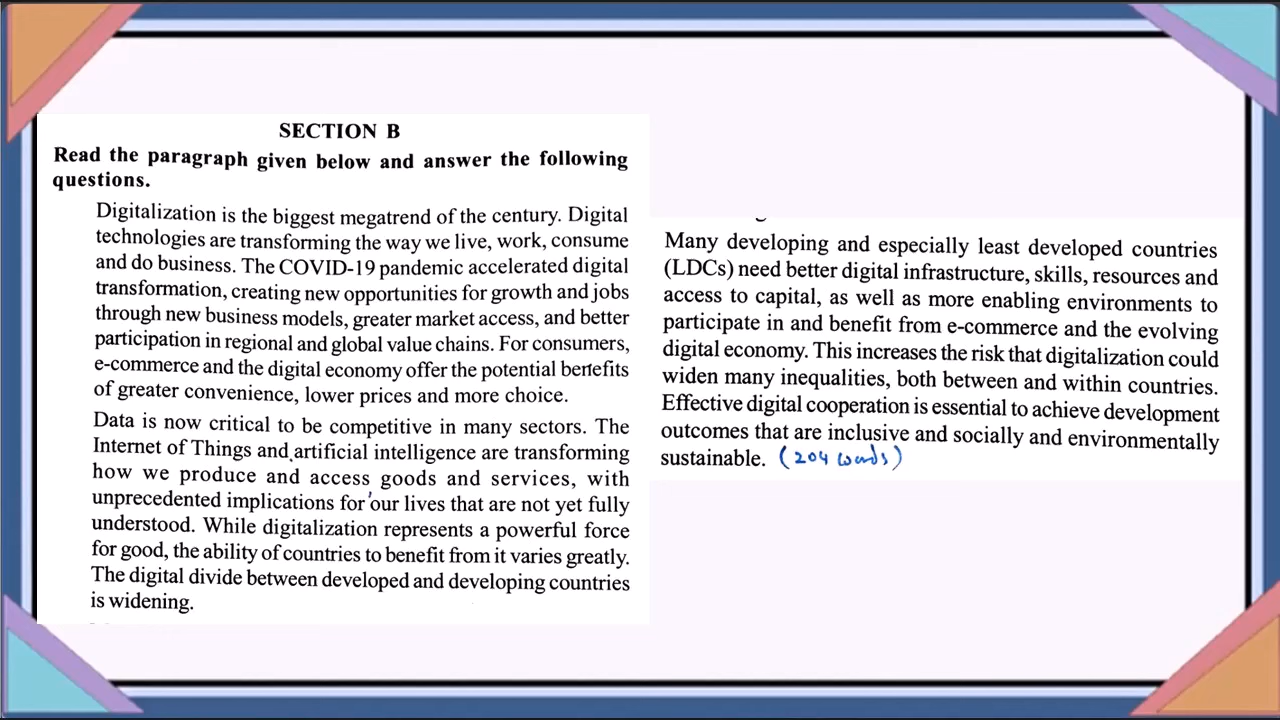 SECTION B
Read the paragraph given below and answer the following
questions.
Digitalization is the biggest megatrend of the century. Digital
technologies are transforming the way we live, work, consume
and do business. The COVID-19 pandemic accelerated digital
transformation, creating new opportunities for growth and jobs
through new business models, greater market access, and better
participation in regional and global value chains. For consumers,
e-commerce and the digital economy offer the potential benefits
of greater convenience, lower prices and more choice.
Data is now critical to be competitive in many sectors. The
Internet of Things and artificial intelligence are transforming
how we produce and access goods and services, with
unprecedented implications for our lives that are not yet fully
understood. While digitalization represents a powerful force
for good, the ability of countries to benefit from it varies greatly.
The digital divide between developed and developing countries
is widening.
Many developing and especially least developed countries
(LDCs) need better digital infrastructure, skills, resources and
access to capital, as well as more enabling environments to
participate in and benefit from e-commerce and the evolving
digital economy. This increases the risk that digitalization could
widen many inequalities, both between and within countries.
Effective digital cooperation is essential to achieve development
outcomes that are inclusive and socially and environmentally
sustainable. (204 words)